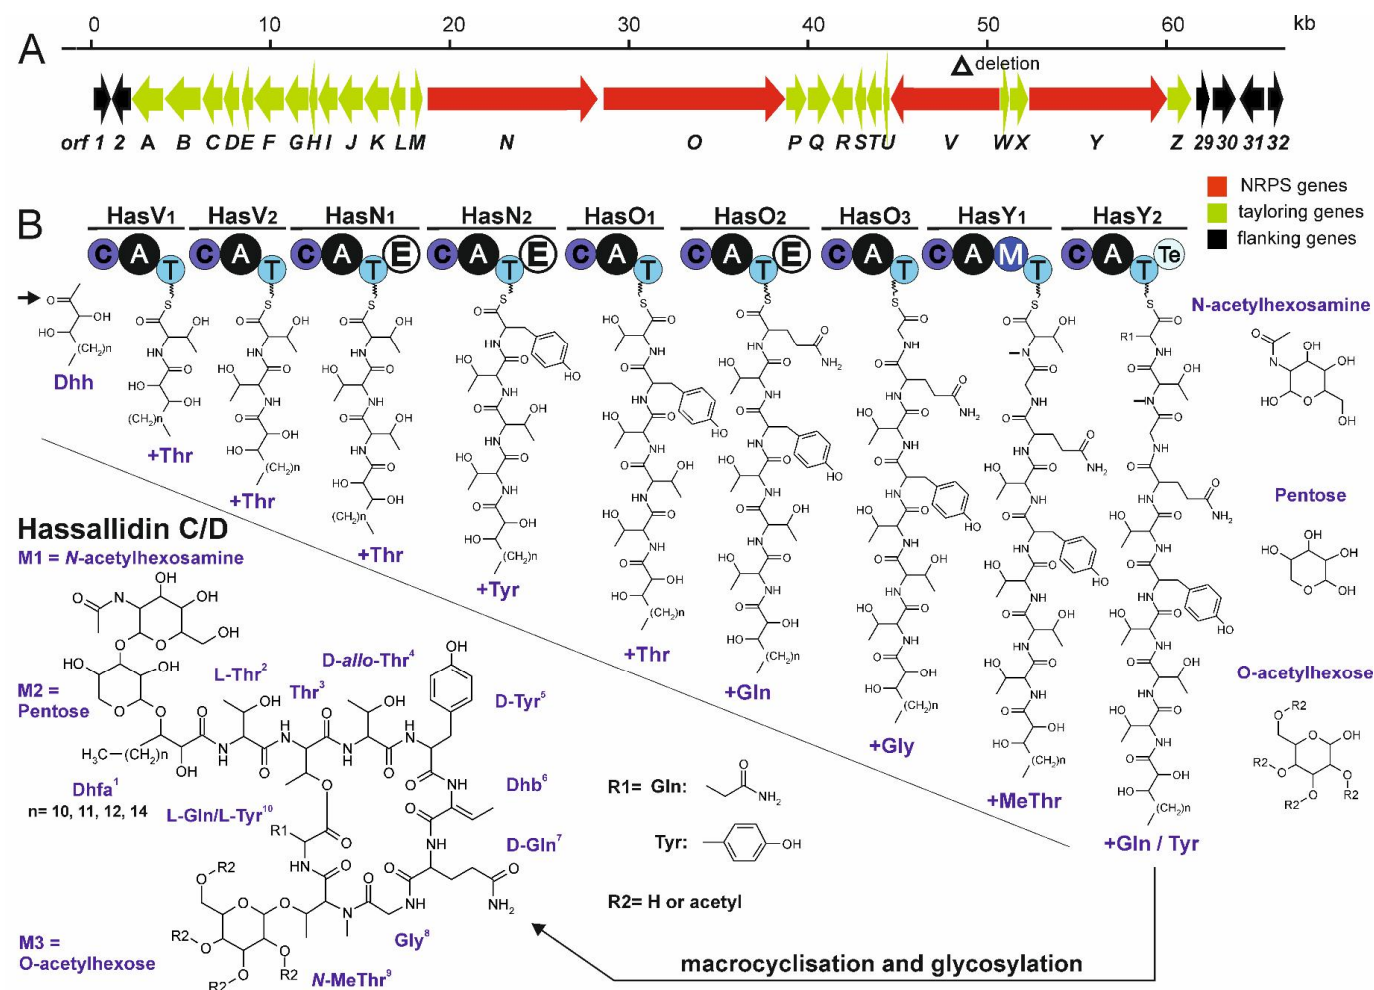 0 10 20 30 40 50 60 kb
A
deletion
orf 1 2 A B C D E F G H I J K L M N O P Q R S T U V W X Y Z 29 30 31 32
NRPS genes
tayloring genes
flanking genes
B
HasV1 HasV2 HasN1 HasN2 HasO1 HasO2 HasO3 HasY1 HasY2
C A T C A T C A T E C A T E C A T C A T E C A T C A M T C A T Te
Dhh
+Thr
+Thr
+Thr
+Tyr
+Thr
+Gln
+Gly
+MeThr
+Gln / Tyr
N-acetylhexosamine
Pentose
O-acetylhexose
Hassallidin C/D
M1 = N-acetylhexosamine
M2 =
Pentose
L-Thr²
Thr³
D-allo-Thr⁴
D-Tyr⁵
Dhb⁶
D-Gln⁷
Gly⁸
N-MeThr⁹
L-Gln/L-Tyr¹⁰
Dhfa¹
n= 10, 11, 12, 14
H₃C (CH₂)n
M3 =
O-acetylhexose
R1= Gln:
Tyr:
R2= H or acetyl
macrocyclisation and glycosylation